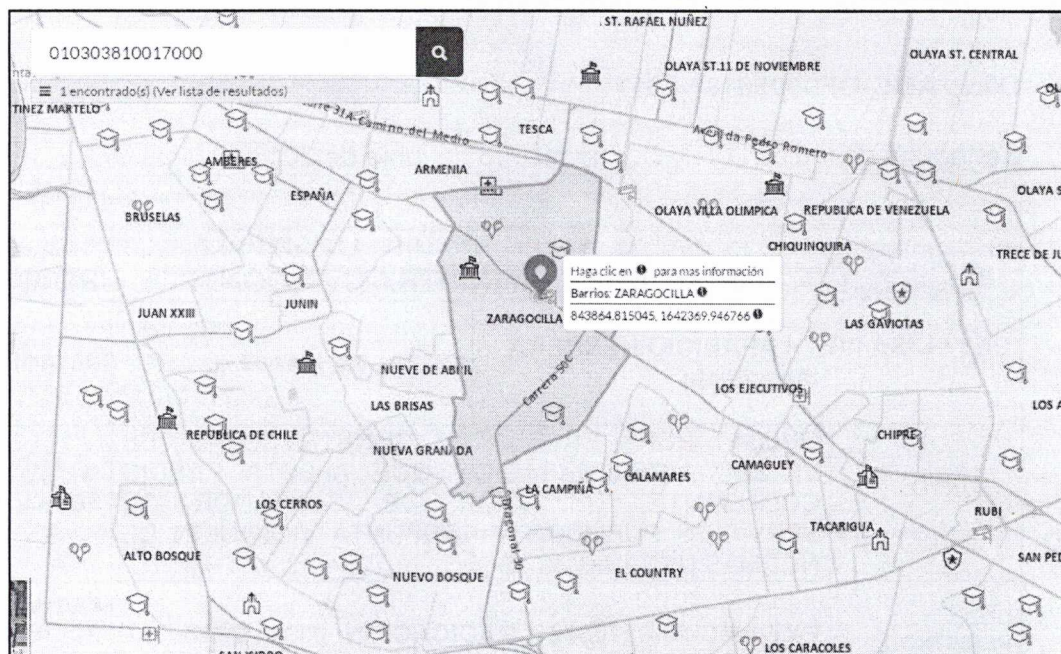 010303810017000
1 encontrado(s) (Ver lista de resultados)
ST. RAFAEL NUÑEZ
OLAYA ST. CENTRAL
OLAYA ST.11 DE NOVIEMBRE
TINEZ MARTELO
31A-Camino del Medio
TESCA
Avenida Pedro Romero
AMBERES
ARMENIA
ESPAÑA
OLAYA S
BRUSELAS
OLAYA VILLA OLIMPICA
REPUBLICA DE VENEZUELA
CHIQUINQUIRA
TRECE DE JU
Haga clic en para mas información
Barrios: ZARAGOCILLA
843864.815045, 1642369.946766
JUNIN
JUAN XXIII
ZARAGOCILLA
LAS GAVIOTAS
NUEVE DE ABRIL
Carrera 50C
LOS EJECUTIVOS
LAS BRISAS
LOS A
REPUBLICA DE CHILE
CHIPRE
NUEVA GRANADA
CAMAGUEY
CALAMARES
LA CAMPIÑA
LOS CERROS
RUBI
TACARIGUA
ALTO BOSQUE
SAN PED
NUEVO BOSQUE
EL COUNTRY
LOS CARACOLES